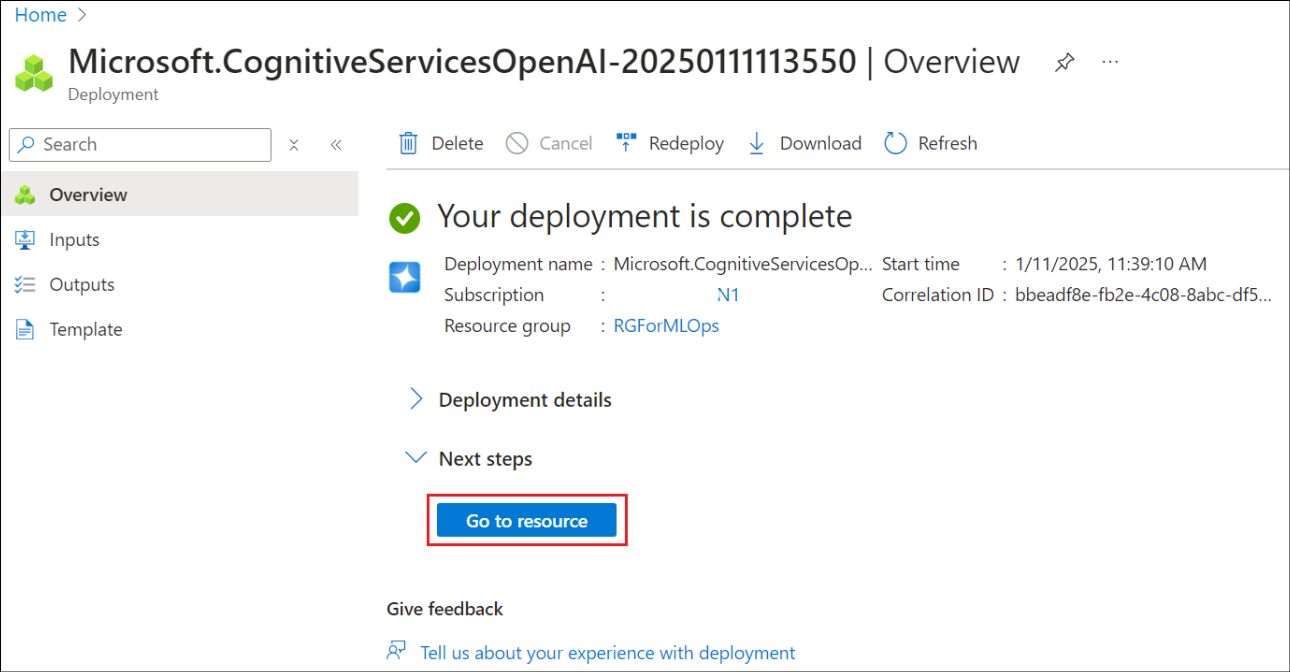 Home
Microsoft.CognitiveServicesOpenAI-20250111113550 | Overview
Deployment
Search
Delete Cancel Redeploy Download Refresh
Overview
Inputs
Outputs
Template
Your deployment is complete
Deployment name : Microsoft.CognitiveServicesOp... Start time : 1/11/2025, 11:39:10 AM
Subscription : N1 Correlation ID : bbeadf8e-fb2e-4c08-8abc-df5...
Resource group : RGForMLOps
Deployment details
Next steps
Go to resource
Give feedback
Tell us about your experience with deployment